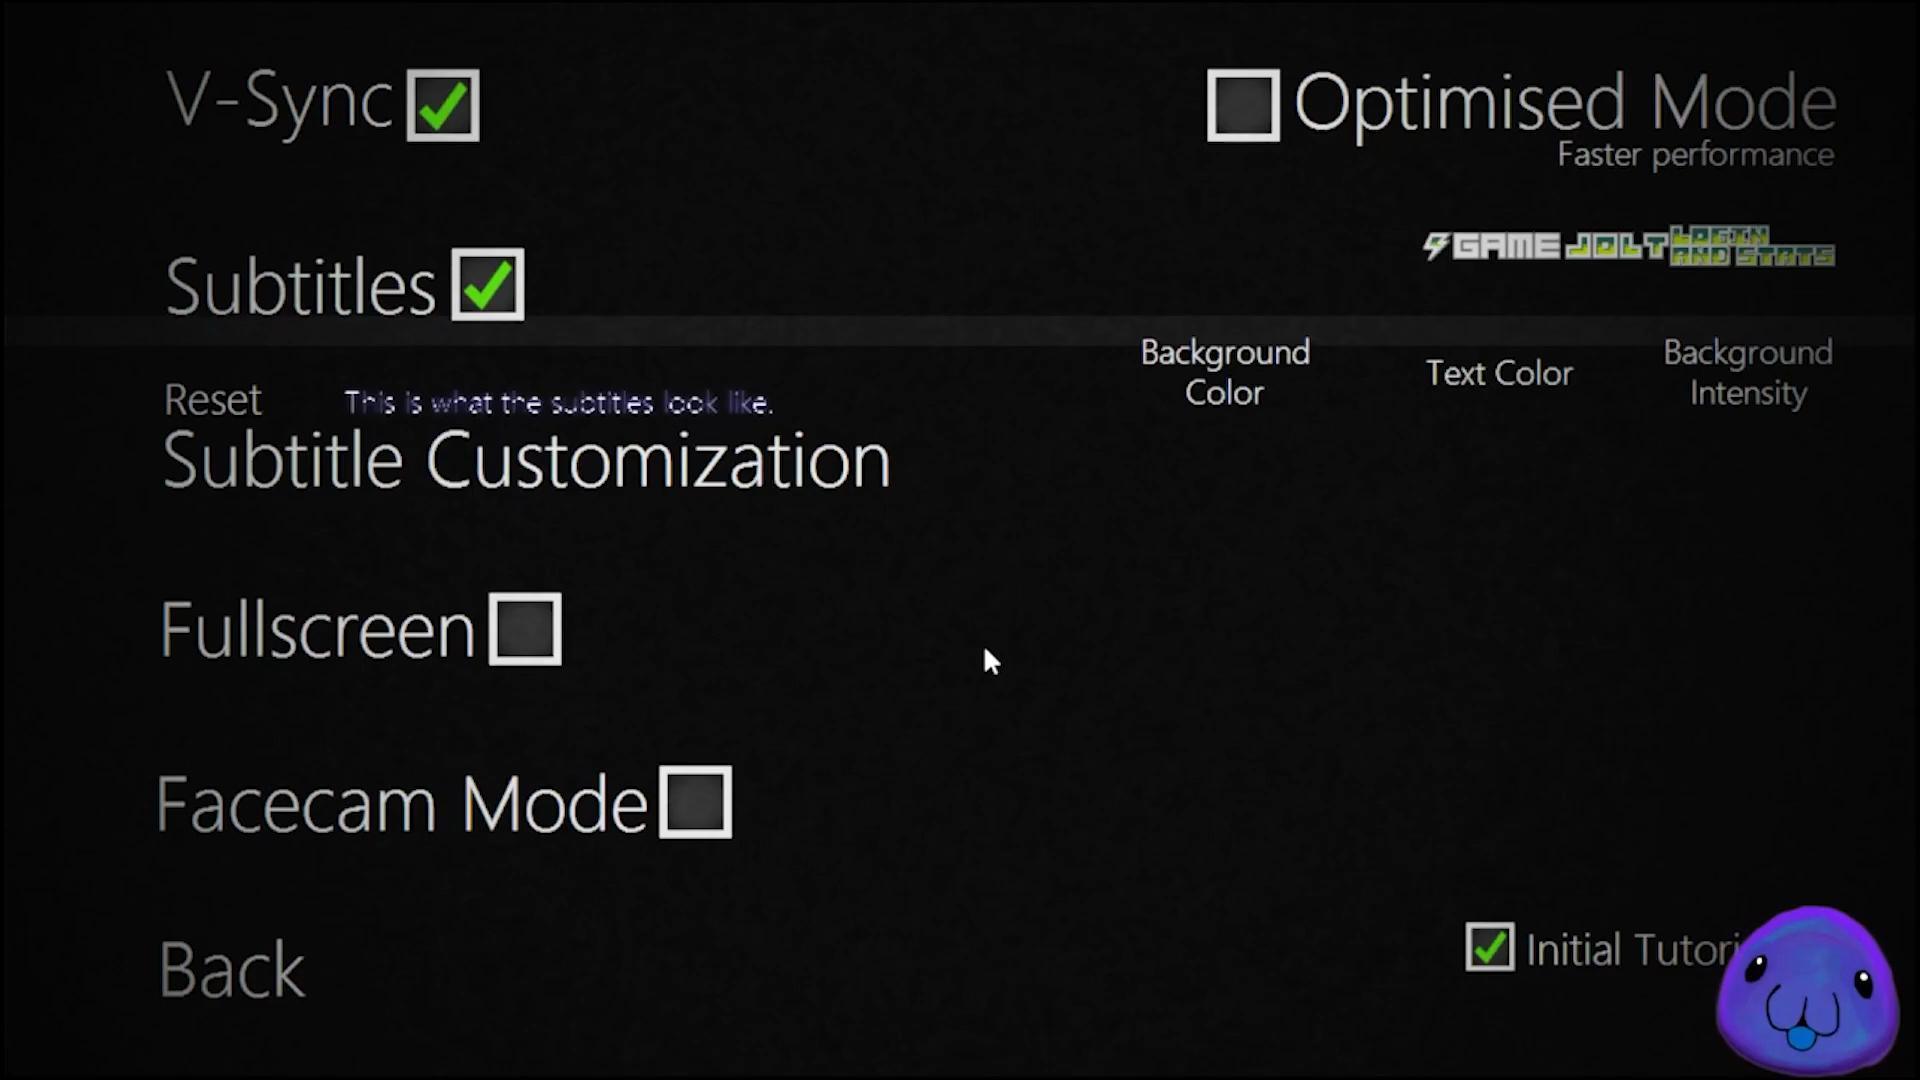 V-Sync
Optimised Mode
Faster performance
GAME JOLT LOGIN AND STATS
Subtitles
Background
Color
Text Color
Background
Intensity
Reset
This is what the subtitles look like.
Subtitle Customization
Fullscreen
Facecam Mode
Back
Initial Tutori